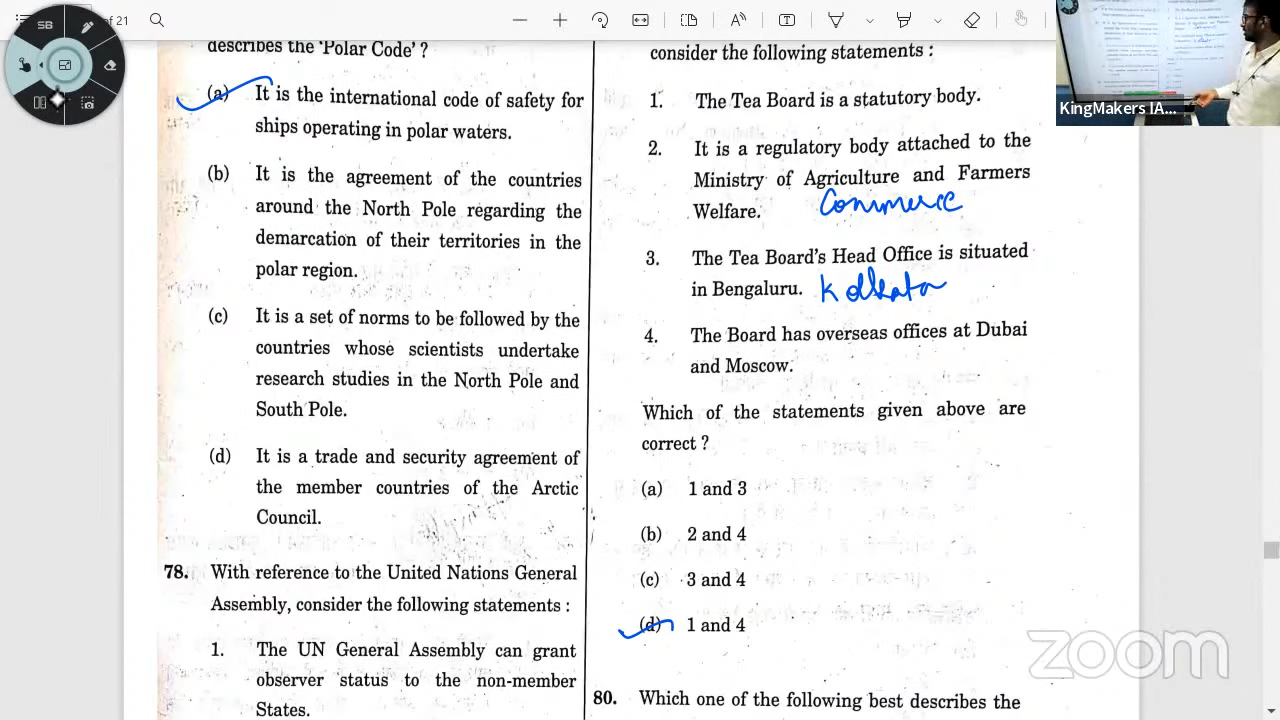 SB
of 21
KingMakers IA...
describes the 'Polar Code' ?
(a) It is the international code of safety for
ships operating in polar waters.
(b) It is the agreement of the countries
around the North Pole regarding the
demarcation of their territories in the
polar region.
(c) It is a set of norms to be followed by the
countries whose scientists undertake
research studies in the North Pole and
South Pole.
(d) It is a trade and security agreement of
the member countries of the Arctic
Council.
78. With reference to the United Nations General
Assembly, consider the following statements :
1. The UN General Assembly can grant
observer status to the non-member
States.
consider the following statements :
1. The Tea Board is a statutory body.
2. It is a regulatory body attached to the
Ministry of Agriculture and Farmers
Welfare. Commerce
3. The Tea Board's Head Office is situated
in Bengaluru. Kolkata
4. The Board has overseas offices at Dubai
and Moscow.
Which of the statements given above are
correct ?
(a) 1 and 3
(b) 2 and 4
(c) 3 and 4
(d) 1 and 4
80. Which one of the following best describes the
zoom